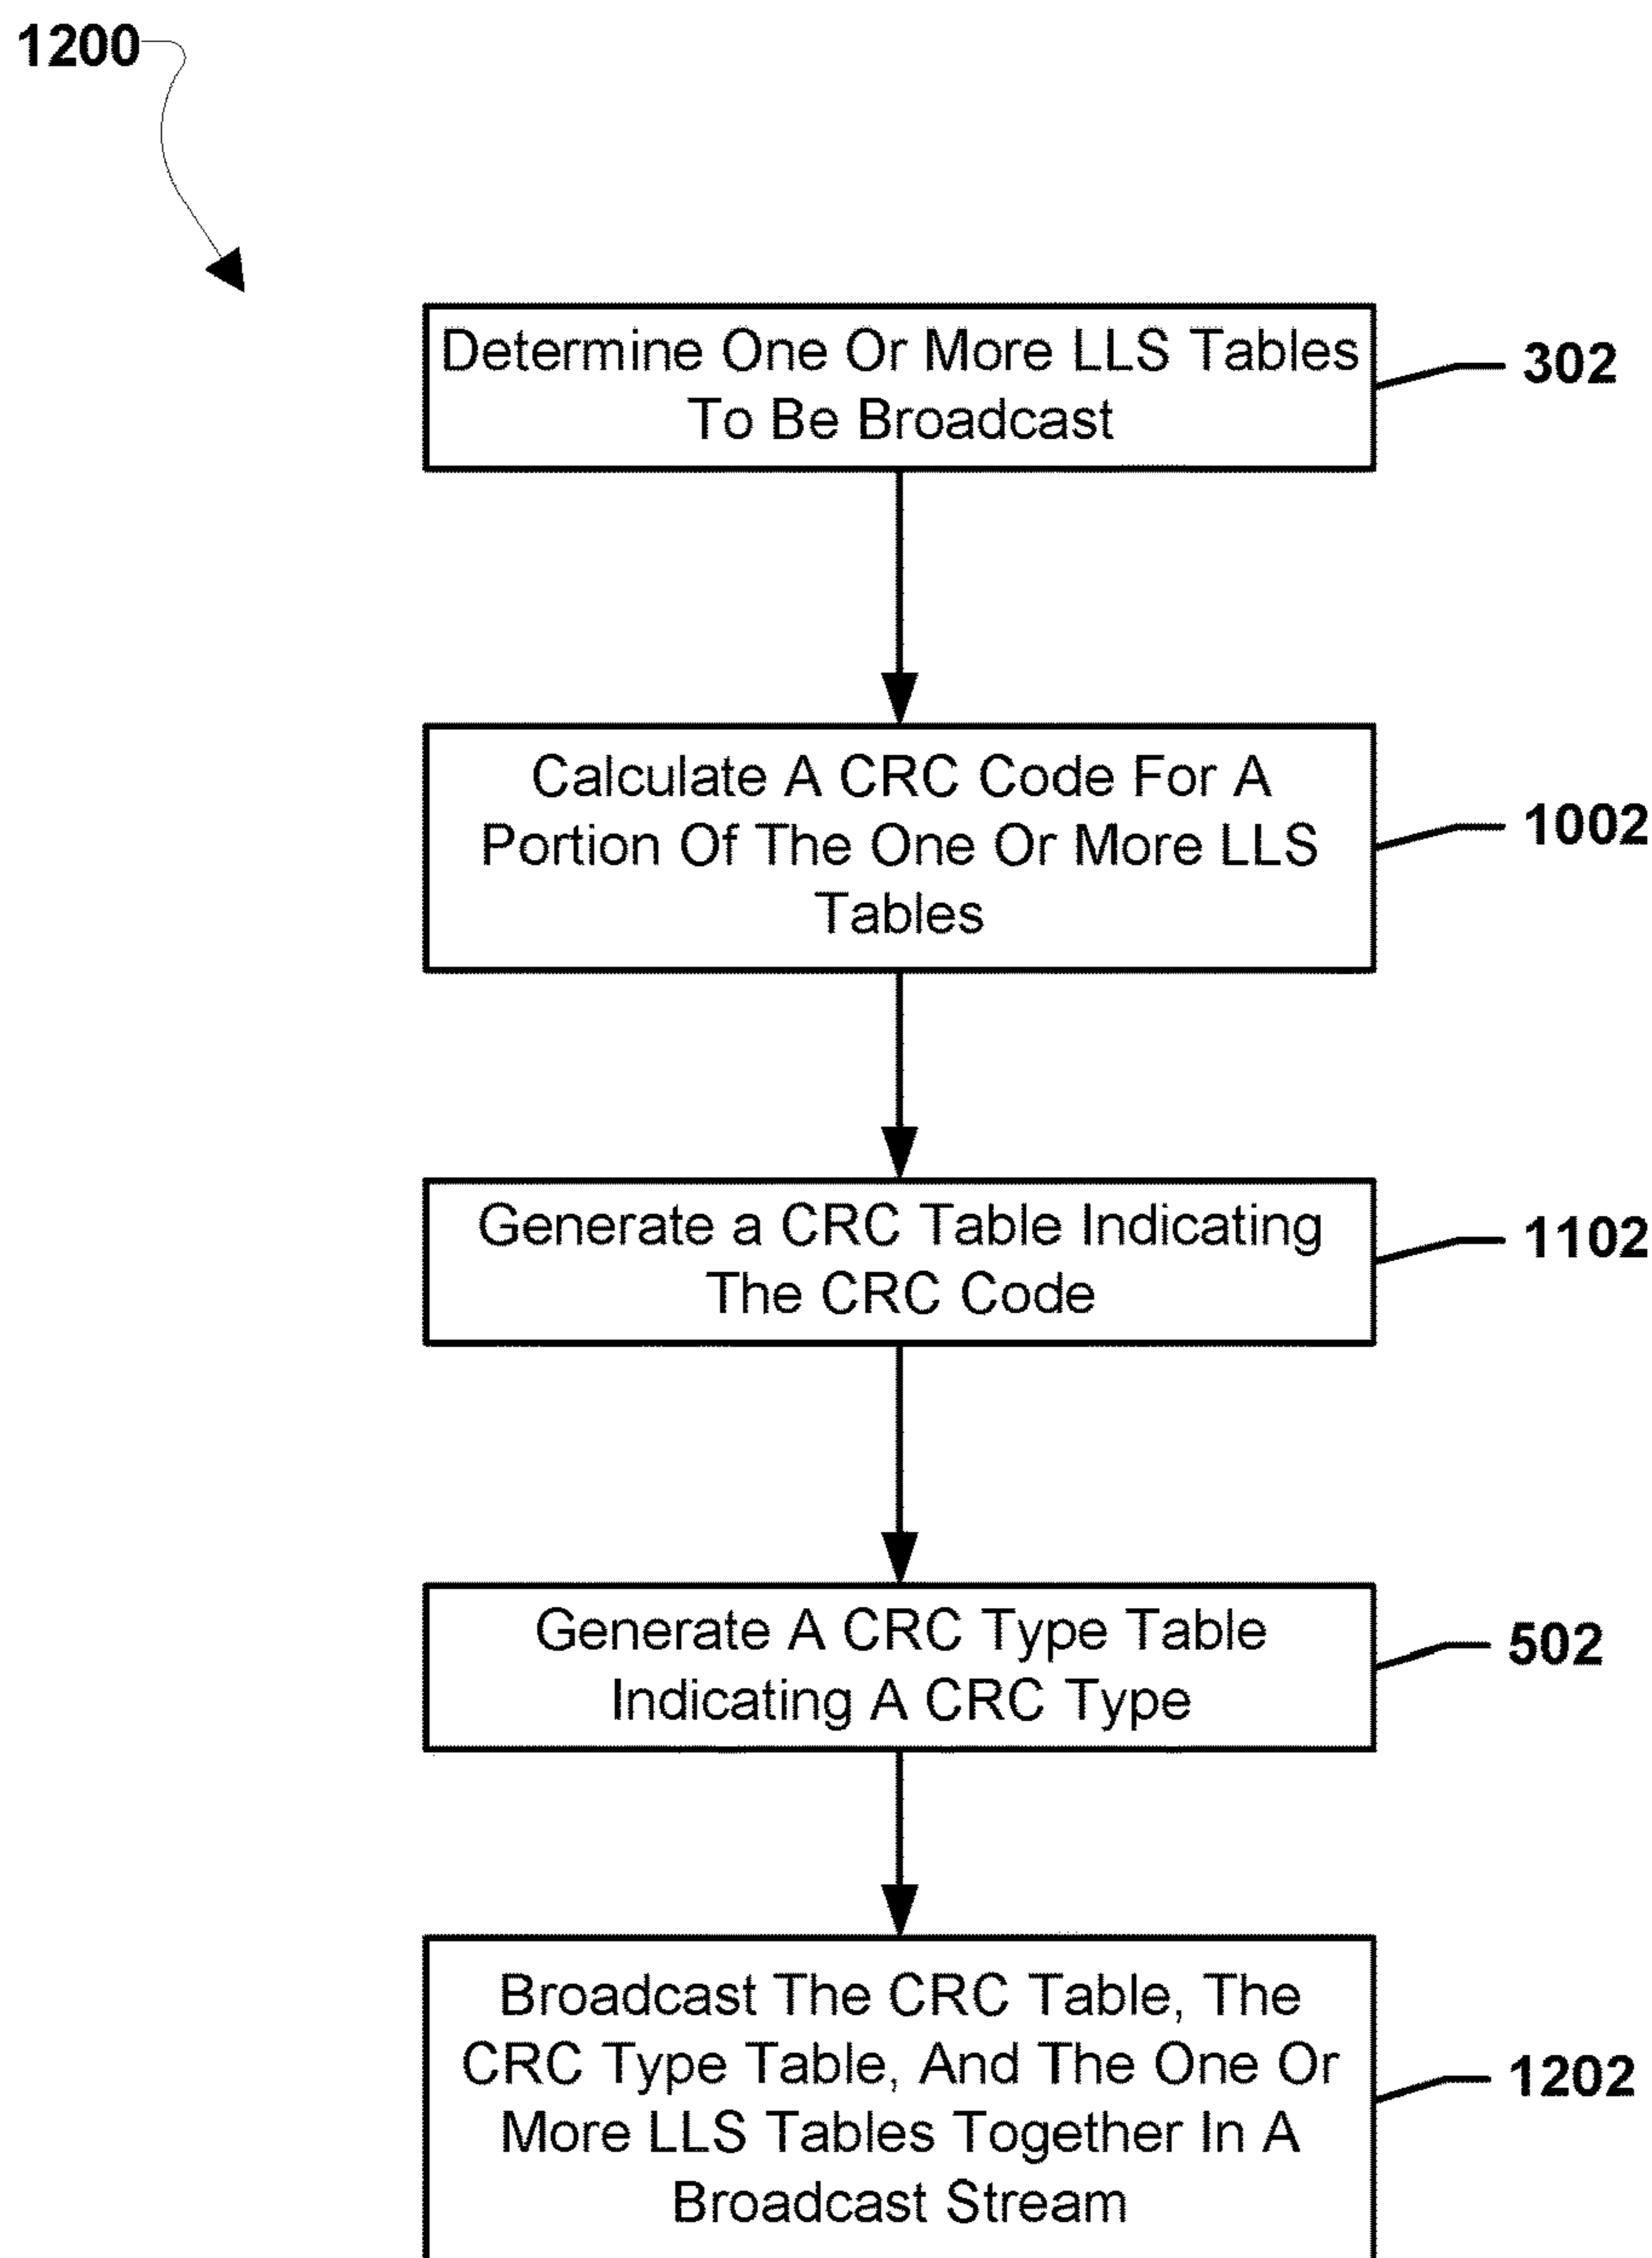 1200
Determine One Or More LLS Tables
To Be Broadcast
302
Calculate A CRC Code For A
Portion Of The One Or More LLS
Tables
1002
Generate a CRC Table Indicating
The CRC Code
1102
Generate A CRC Type Table
Indicating A CRC Type
502
Broadcast The CRC Table, The
CRC Type Table, And The One Or
More LLS Tables Together In A
Broadcast Stream
1202